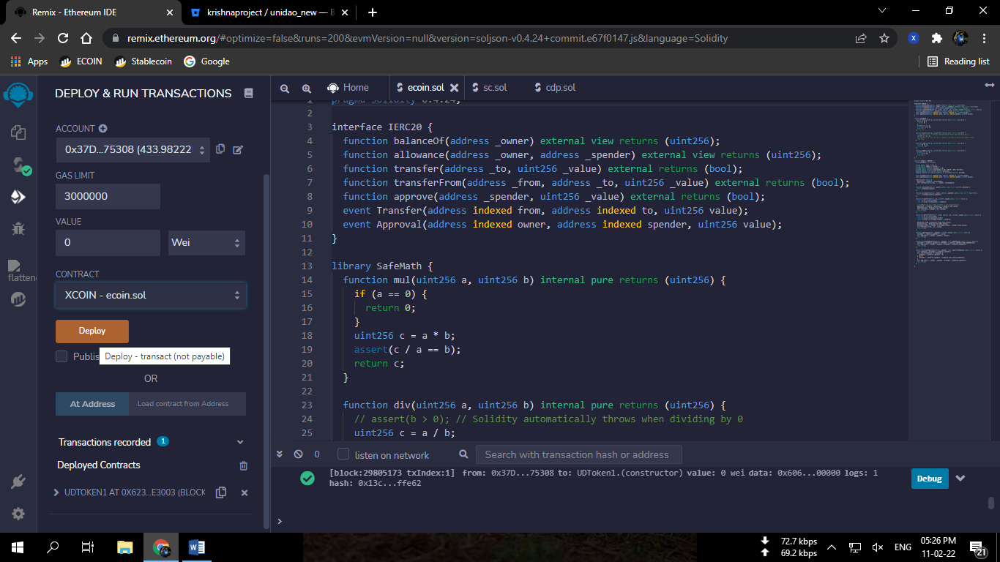 Remix - Ethereum IDE
krishnaproject / unidao_new — B
remix.ethereum.org/#optimize=false&runs=200&evmVersion=null&version=soljson-v0.4.24+commit.e67f0147.js&language=Solidity
X
Apps
ECOIN
Stablecoin
Google
Reading list
DEPLOY & RUN TRANSACTIONS
ACCOUNT
0x37D...75308 (433.98222
GAS LIMIT
3000000
VALUE
0
Wei
CONTRACT
XCOIN - ecoin.sol
Deploy
Publis
Deploy - transact (not payable)
OR
At Address
Load contract from Address
Transactions recorded 1
Deployed Contracts
UDTOKEN1 AT 0X623...E3003 (BLOCK
flattene
Home
ecoin.sol
sc.sol
cdp.sol
1 pragma solidity 0.4.24;
2
3 interface IERC20 {
4 function balanceOf(address _owner) external view returns (uint256);
5 function allowance(address _owner, address _spender) external view returns (uint256);
6 function transfer(address _to, uint256 _value) external returns (bool);
7 function transferFrom(address _from, address _to, uint256 _value) external returns (bool);
8 function approve(address _spender, uint256 _value) external returns (bool);
9 event Transfer(address indexed from, address indexed to, uint256 value);
10 event Approval(address indexed owner, address indexed spender, uint256 value);
11 }
12
13 library SafeMath {
14 function mul(uint256 a, uint256 b) internal pure returns (uint256) {
15 if (a == 0) {
16 return 0;
17 }
18 uint256 c = a * b;
19 assert(c / a == b);
20 return c;
21 }
22
23 function div(uint256 a, uint256 b) internal pure returns (uint256) {
24 // assert(b > 0); // Solidity automatically throws when dividing by 0
25 uint256 c = a / b;
0
listen on network
Search with transaction hash or address
[block:29805173 txIndex:1] from: 0x37D...75308 to: UDToken1.(constructor) value: 0 wei data: 0x606...00000 logs: 1
hash: 0x13c...ffe62
Debug
>
72.7 kbps
69.2 kbps
ENG
05:26 PM
11-02-22
21